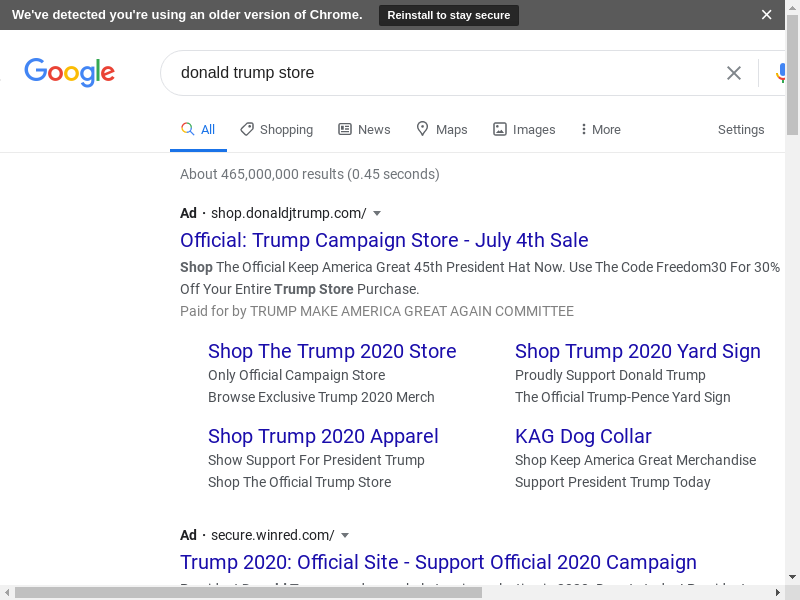 We've detected you're using an older version of Chrome. Reinstall to stay secure
Google
donald trump store
All Shopping News Maps Images More Settings
About 465,000,000 results (0.45 seconds)
Ad · shop.donaldjtrump.com/
Official: Trump Campaign Store - July 4th Sale
Shop The Official Keep America Great 45th President Hat Now. Use The Code Freedom30 For 30%
Off Your Entire Trump Store Purchase.
Paid for by TRUMP MAKE AMERICA GREAT AGAIN COMMITTEE
Shop The Trump 2020 Store
Only Official Campaign Store
Browse Exclusive Trump 2020 Merch
Shop Trump 2020 Yard Sign
Proudly Support Donald Trump
The Official Trump-Pence Yard Sign
Shop Trump 2020 Apparel
Show Support For President Trump
Shop The Official Trump Store
KAG Dog Collar
Shop Keep America Great Merchandise
Support President Trump Today
Ad · secure.winred.com/
Trump 2020: Official Site - Support Official 2020 Campaign